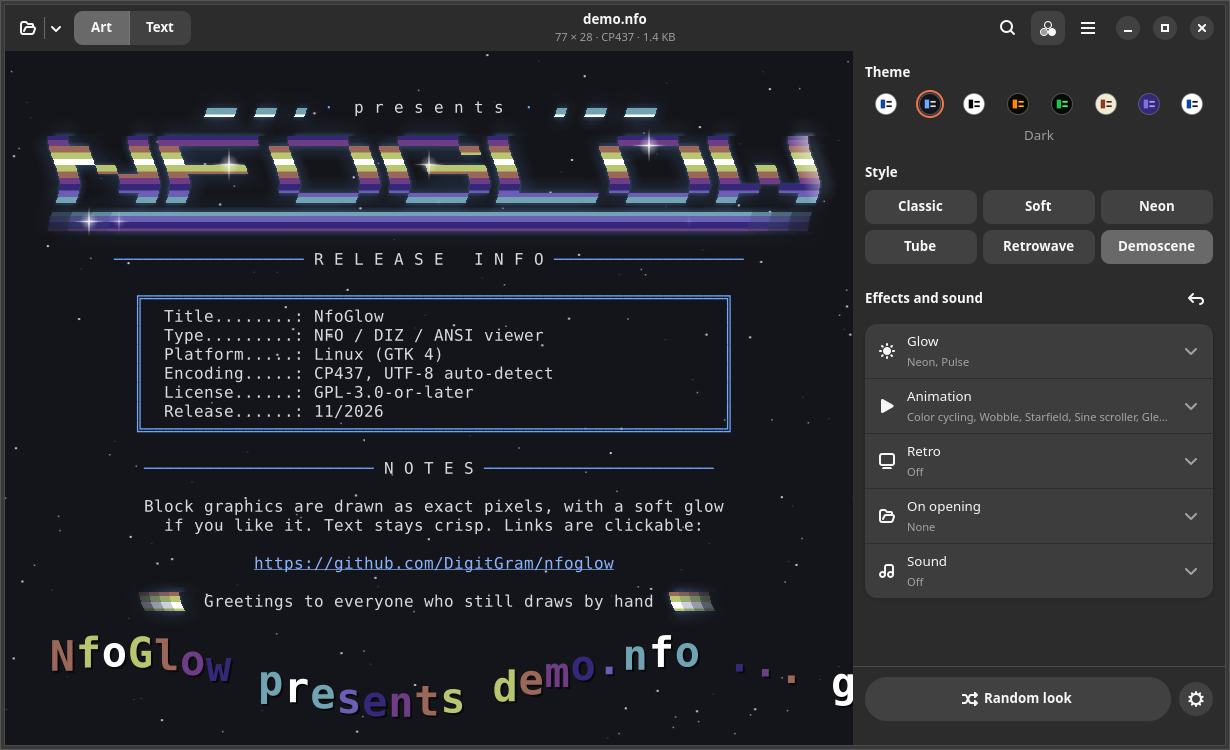 Art
Text
demo.nfo
77 × 28 · CP437 · 1.4 KB
· presents ·
NFOGLOW
RELEASE INFO
Title........: NfoGlow
Type.........: NFO / DIZ / ANSI viewer
Platform.....: Linux (GTK 4)
Encoding.....: CP437, UTF-8 auto-detect
License......: GPL-3.0-or-later
Release......: 11/2026
NOTES
Block graphics are drawn as exact pixels, with a soft glow
if you like it. Text stays crisp. Links are clickable:
https://github.com/DigitGram/nfoglow
Greetings to everyone who still draws by hand
NfoGlow presents demo.nfo ... g
Theme
Dark
Style
Classic
Soft
Neon
Tube
Retrowave
Demoscene
Effects and sound
Glow
Neon, Pulse
Animation
Color cycling, Wobble, Starfield, Sine scroller, Gle...
Retro
Off
On opening
None
Sound
Off
Random look